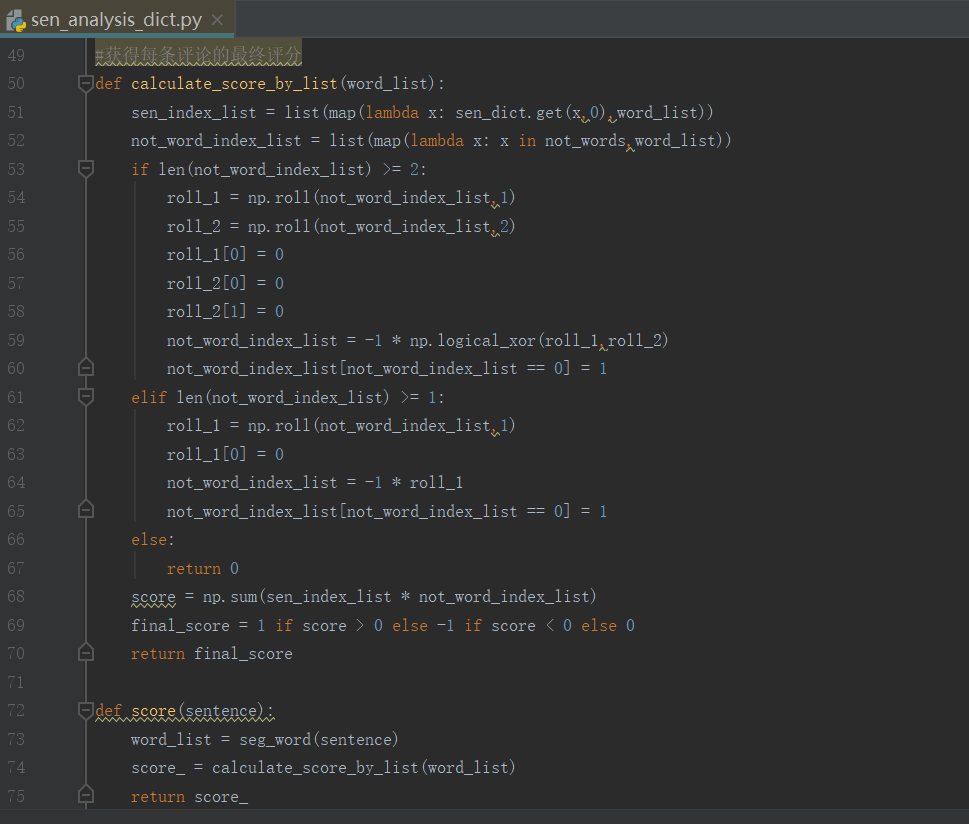 sen_analysis_dict.py ×
49 #获得每条评论的最终评分
50 def calculate_score_by_list(word_list):
51 sen_index_list = list(map(lambda x: sen_dict.get(x,0),word_list))
52 not_word_index_list = list(map(lambda x: x in not_words,word_list))
53 if len(not_word_index_list) >= 2:
54 roll_1 = np.roll(not_word_index_list,1)
55 roll_2 = np.roll(not_word_index_list,2)
56 roll_1[0] = 0
57 roll_2[0] = 0
58 roll_2[1] = 0
59 not_word_index_list = -1 * np.logical_xor(roll_1,roll_2)
60 not_word_index_list[not_word_index_list == 0] = 1
61 elif len(not_word_index_list) >= 1:
62 roll_1 = np.roll(not_word_index_list,1)
63 roll_1[0] = 0
64 not_word_index_list = -1 * roll_1
65 not_word_index_list[not_word_index_list == 0] = 1
66 else:
67 return 0
68 score = np.sum(sen_index_list * not_word_index_list)
69 final_score = 1 if score > 0 else -1 if score < 0 else 0
70 return final_score
71
72 def score(sentence):
73 word_list = seg_word(sentence)
74 score_ = calculate_score_by_list(word_list)
75 return score_